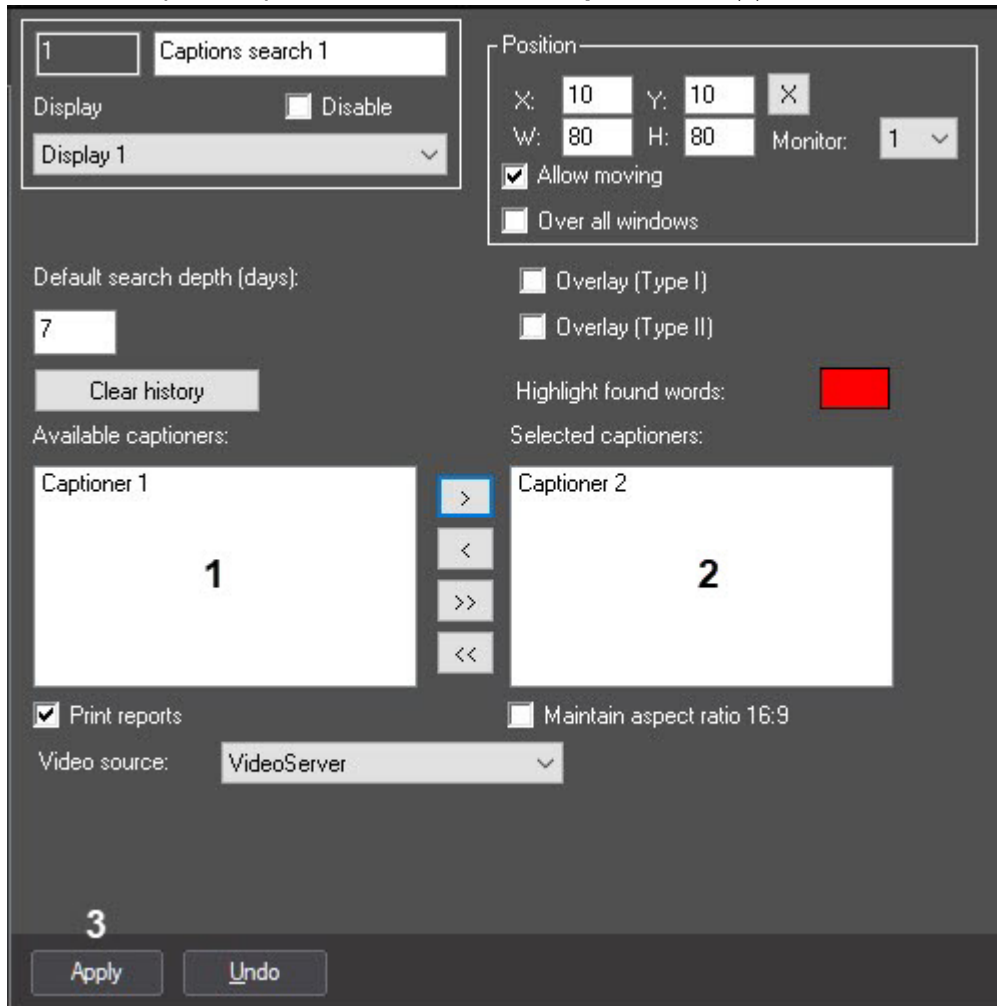 1 Captions search 1
Display Disable
Display 1
Position
X: 10 Y: 10 X
W: 80 H: 80 Monitor: 1
Allow moving
Over all windows
Default search depth (days):
7
Overlay (Type I)
Overlay (Type II)
Clear history
Highlight found words:
Available captioners: Selected captioners:
Captioner 1 > Captioner 2
<
1 2
>>
<<
Print reports Maintain aspect ratio 16:9
Video source: VideoServer
3
Apply Undo